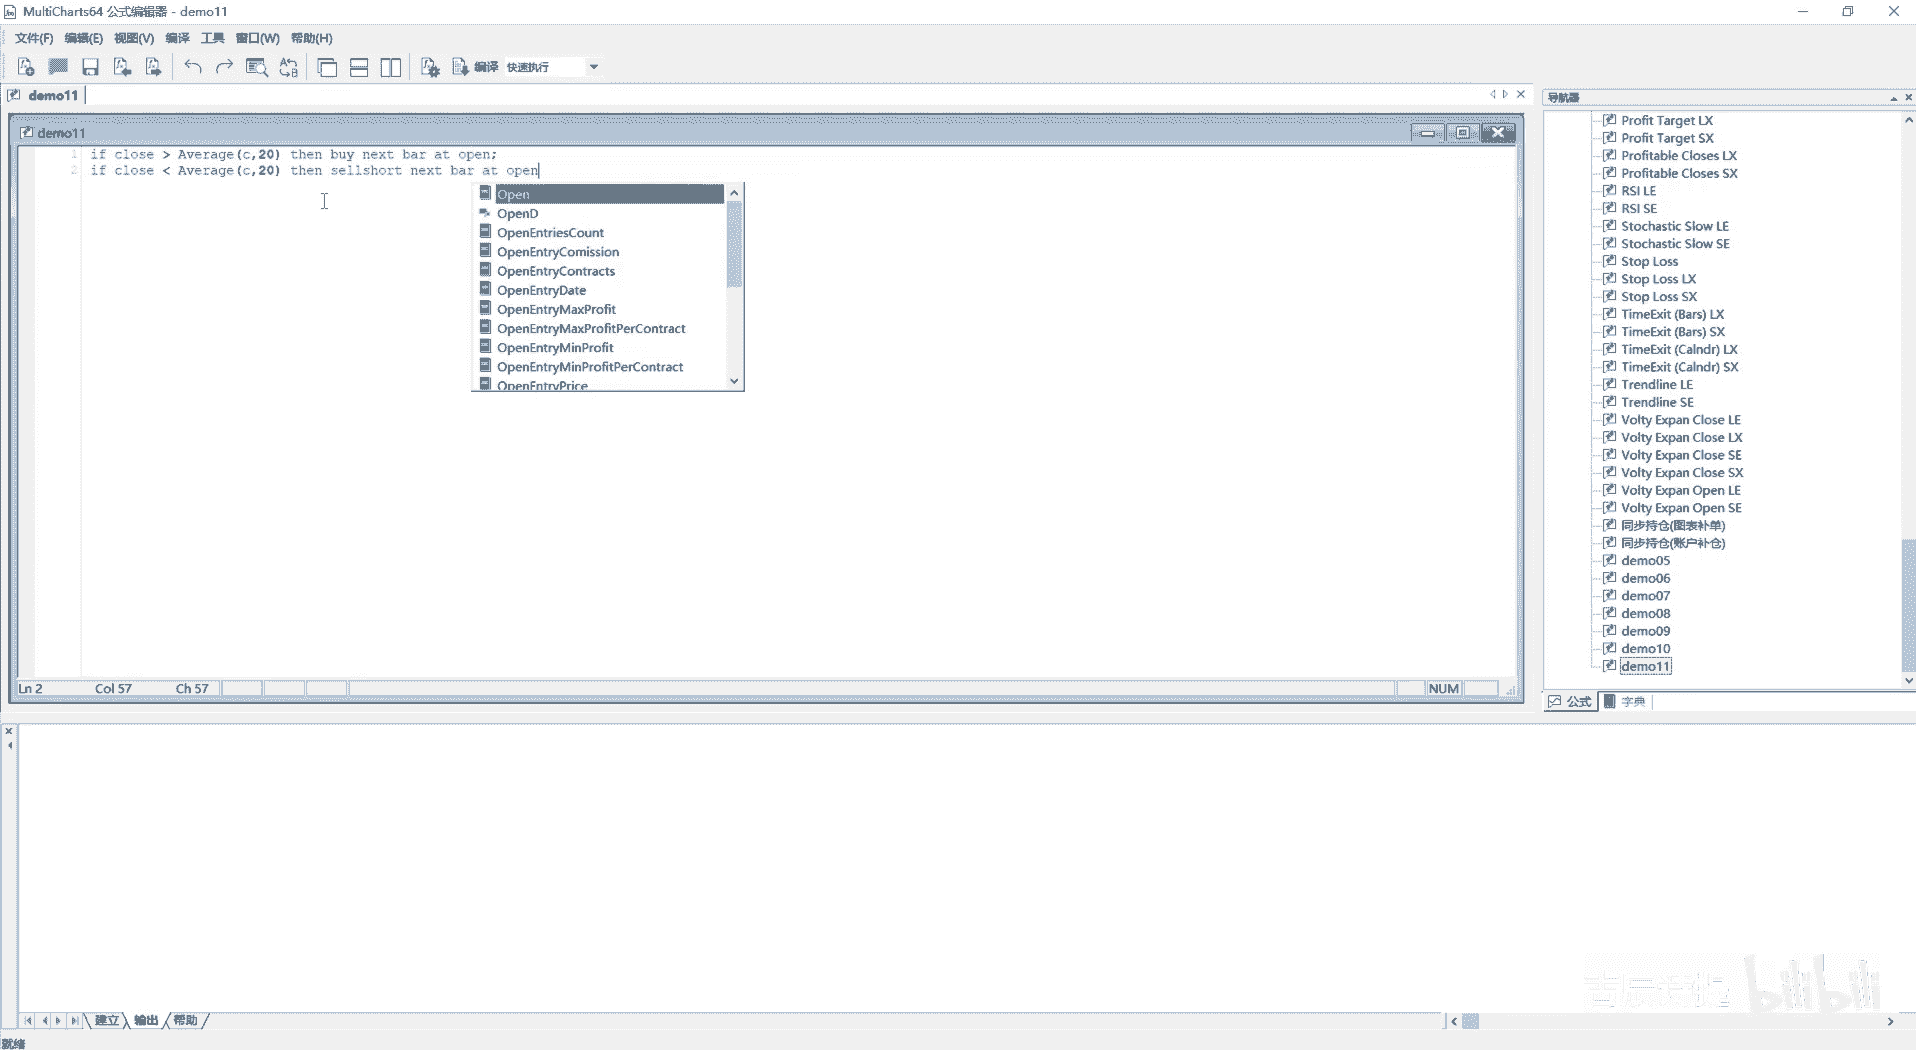 MultiCharts64 公式编辑器 - demo11
文件(F) 编辑(E) 视图(V) 编译 工具 窗口(W) 帮助(H)
编译 快速执行
demo11
demo11
1 if close > Average(c,20) then buy next bar at open;
2 if close < Average(c,20) then sellshort next bar at open
Open
OpenD
OpenEntriesCount
OpenEntryComission
OpenEntryContracts
OpenEntryDate
OpenEntryMaxProfit
OpenEntryMaxProfitPerContract
OpenEntryMinProfit
OpenEntryMinProfitPerContract
OpenEntryPrice
Ln 2 Col 57 Ch 57 NUM
导航器
Profit Target LX
Profit Target SX
Profitable Closes LX
Profitable Closes SX
RSI LE
RSI SE
Stochastic Slow LE
Stochastic Slow SE
Stop Loss
Stop Loss LX
Stop Loss SX
TimeExit (Bars) LX
TimeExit (Bars) SX
TimeExit (Calndr) LX
TimeExit (Calndr) SX
Trendline LE
Trendline SE
Volty Expan Close LE
Volty Expan Close LX
Volty Expan Close SE
Volty Expan Close SX
Volty Expan Open LE
Volty Expan Open SE
同步持仓(图表补单)
同步持仓(账户补仓)
demo05
demo06
demo07
demo08
demo09
demo10
demo11
公式 字典
bilibili
建立 输出 帮助
就绪